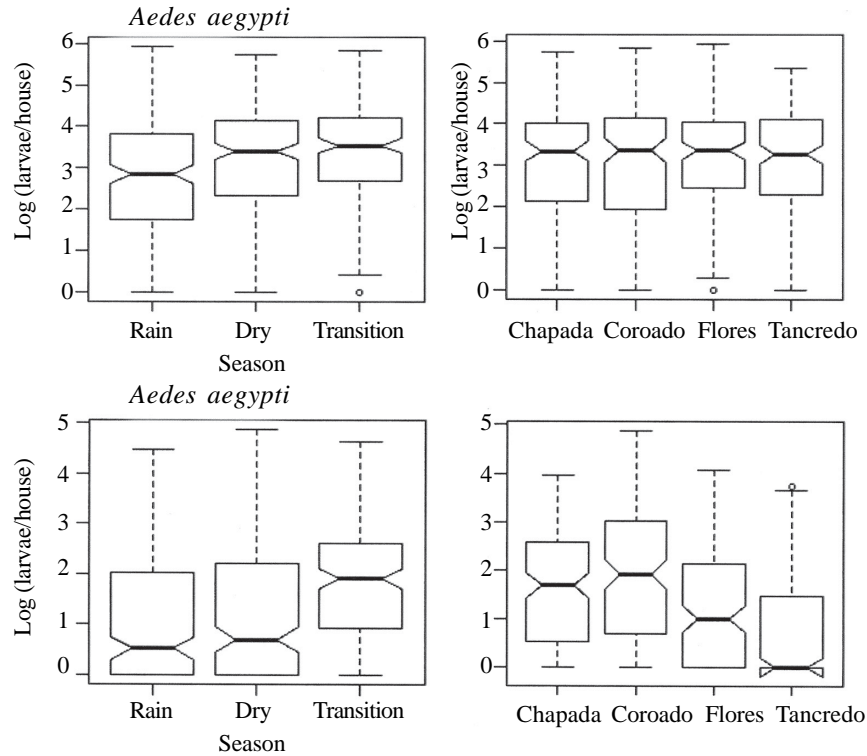 Aedes aegypti
Log (larvae/house)
6
5
4
3
2
1
0
Rain Dry Transition
Season
Log (larvae/house)
6
5
4
3
2
1
0
Chapada Coroado Flores Tancredo
Aedes aegypti
Log (larvae/house)
5
4
3
2
1
0
Rain Dry Transition
Season
5
4
3
2
1
0
Chapada Coroado Flores Tancredo